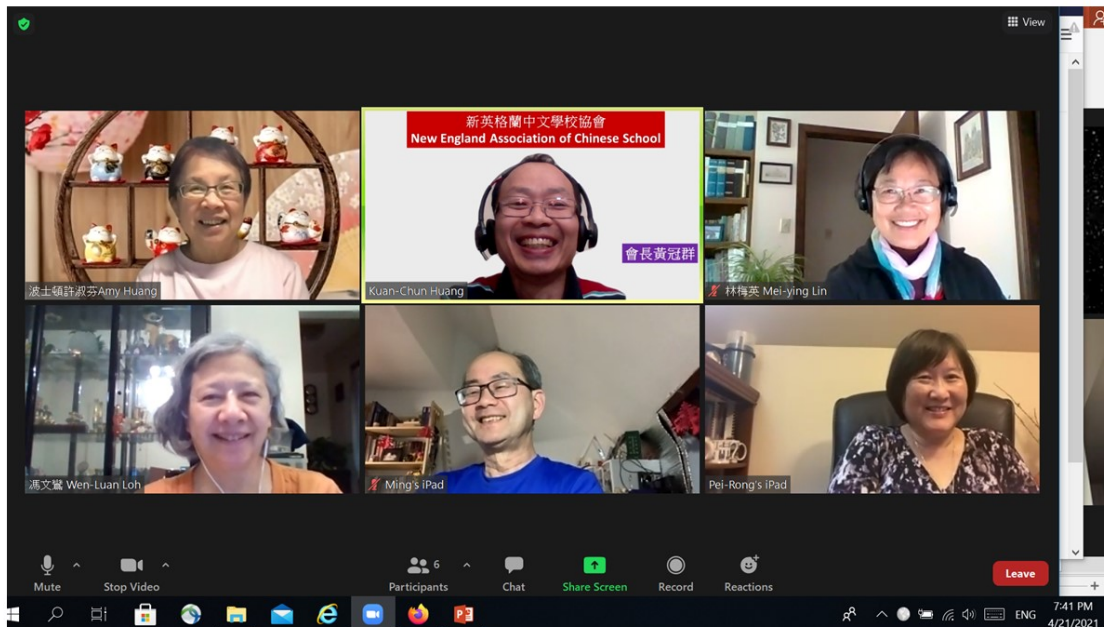 View
新英格蘭中文學校協會
New England Association of Chinese School
會長黃冠群
波士頓許淑芬Amy Huang
Kuan-Chun Huang
林梅英 Mei-ying Lin
馮文鸞 Wen-Luan Loh
Ming's iPad
Pei-Rong's iPad
6
Mute
Stop Video
Participants
Chat
Share Screen
Record
Reactions
Leave
ENG
7:41 PM
4/21/2021